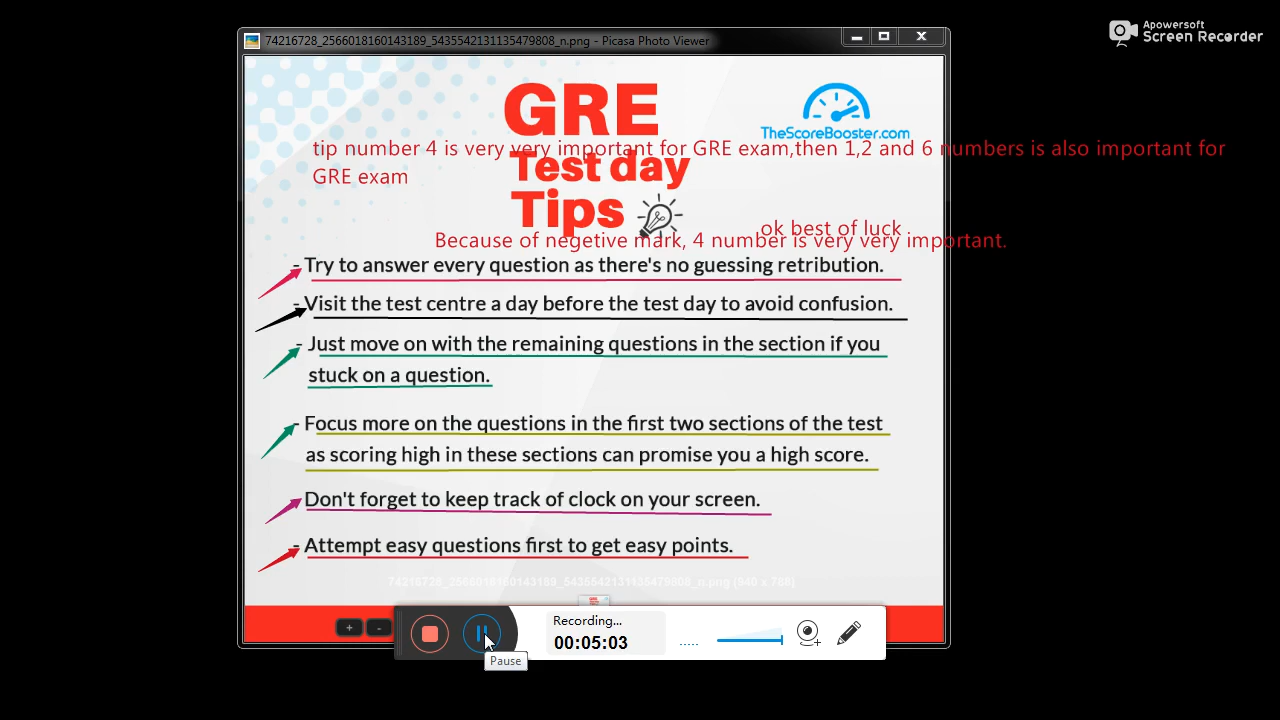 Apowersoft
Screen Recorder
74216728_2566018160143189_5435542131135479808_n.png - Picasa Photo Viewer
GRE
TheScoreBooster.com
tip number 4 is very very important for GRE exam,then 1,2 and 6 numbers is also important for
GRE exam
Test day
Tips
ok best of luck
Because of negetive mark, 4 number is very very important.
- Try to answer every question as there's no guessing retribution.
- Visit the test centre a day before the test day to avoid confusion.
- Just move on with the remaining questions in the section if you
stuck on a question.
- Focus more on the questions in the first two sections of the test
as scoring high in these sections can promise you a high score.
- Don't forget to keep track of clock on your screen.
- Attempt easy questions first to get easy points.
74216728_2566018160143189_5435542131135479808_n.png (940 x 788)
Recording...
00:05:03
Pause